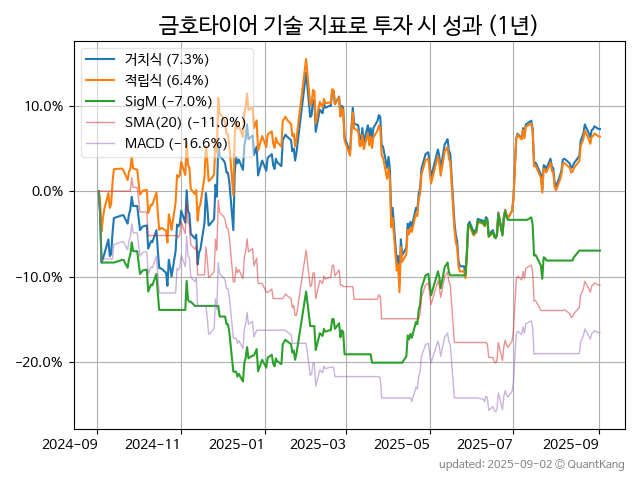 금호타이어 기술 지표로 투자 시 성과 (1년)
거치식 (7.3%)
적립식 (6.4%)
SigM (−7.0%)
SMA(20) (−11.0%)
MACD (−16.6%)
10.0%
0.0%
−10.0%
−20.0%
2024-09 2024-11 2025-01 2025-03 2025-05 2025-07 2025-09
updated: 2025-09-02 © QuantKang